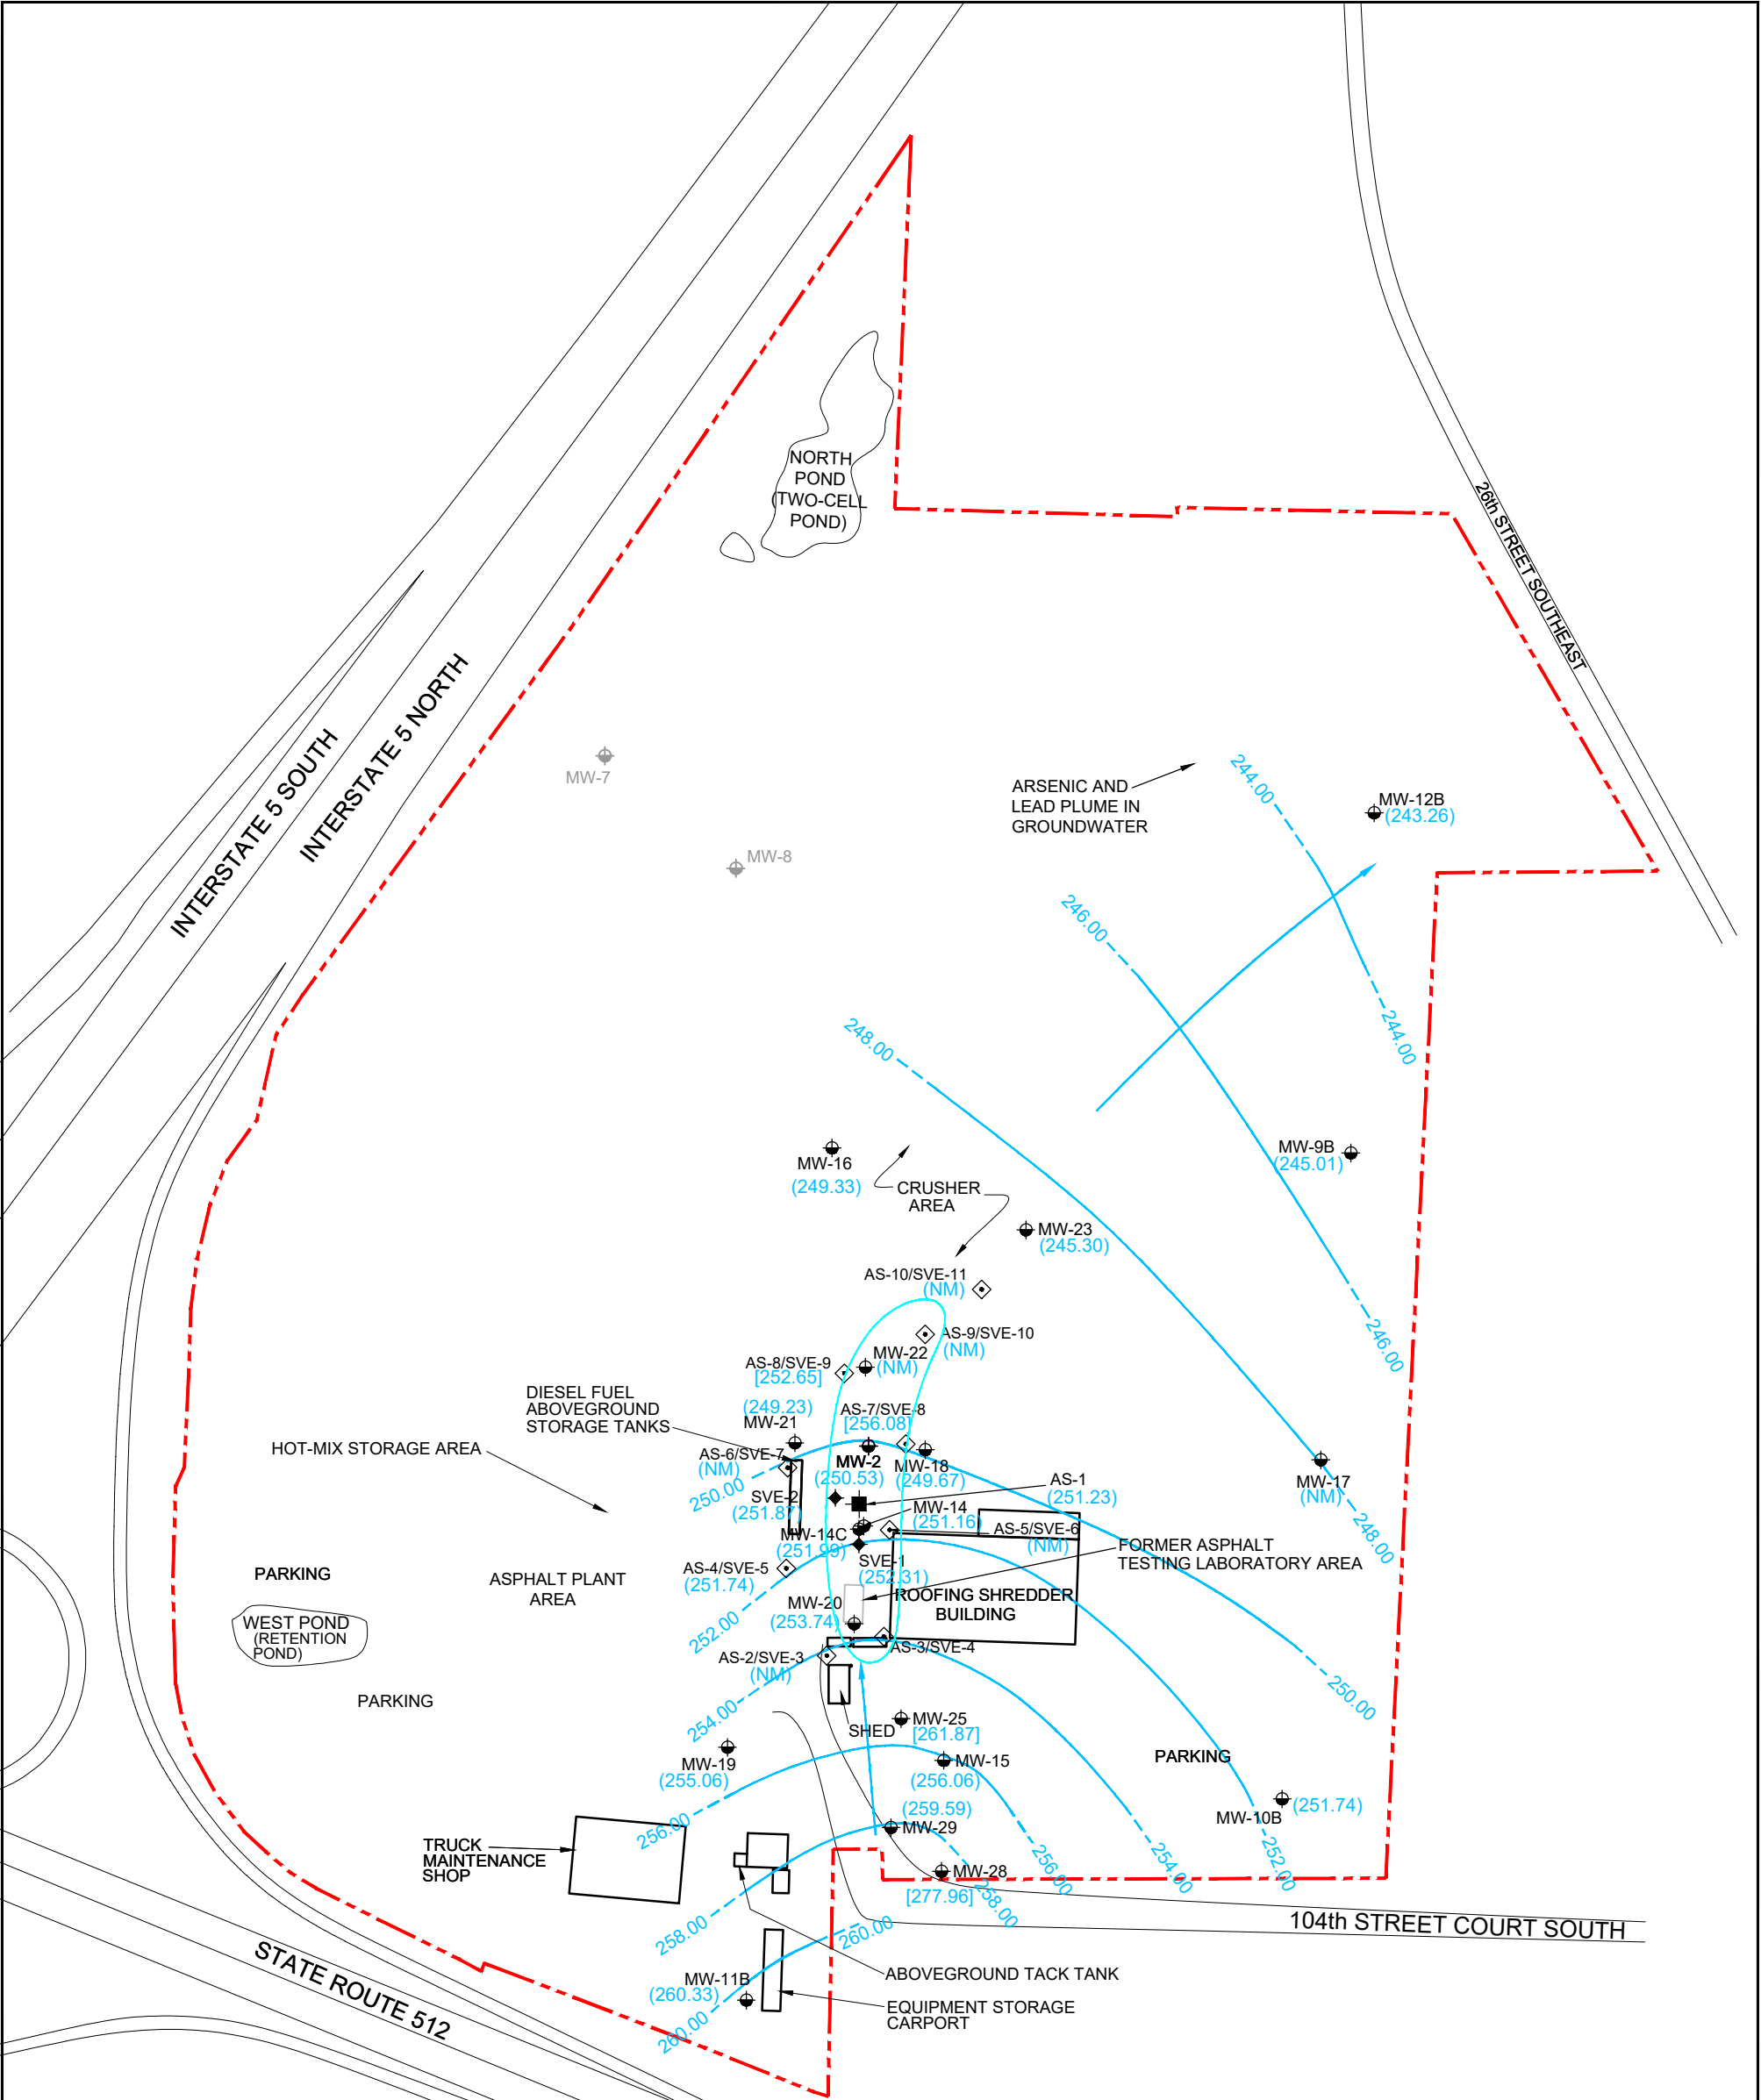 NORTH
POND
(TWO-CELL
POND)
26th STREET SOUTHEAST
INTERSTATE 5 SOUTH
INTERSTATE 5 NORTH
MW-7
MW-8
ARSENIC AND
LEAD PLUME IN
GROUNDWATER
244.00
MW-12B
(243.26)
246.00
244.00
248.00
MW-16
(249.33)
CRUSHER
AREA
MW-9B
(245.01)
MW-23
(245.30)
AS-10/SVE-11
(NM)
AS-9/SVE-10
(NM)
246.00
MW-22
(NM)
AS-8/SVE-9
[252.65]
DIESEL FUEL
ABOVEGROUND
STORAGE TANKS
(249.23)
MW-21
AS-7/SVE-8
[256.08]
HOT-MIX STORAGE AREA
AS-6/SVE-7
(NM)
MW-2
(250.53)
MW-18
(249.67)
250.00
SVE-2
(251.87)
AS-1
(251.23)
MW-17
(NM)
MW-14
(251.16)
248.00
MW-14C
(251.99)
AS-5/SVE-6
(NM)
FORMER ASPHALT
TESTING LABORATORY AREA
SVE-1
(252.31)
AS-4/SVE-5
(251.74)
PARKING
ASPHALT PLANT
AREA
ROOFING SHREDDER
BUILDING
MW-20
(253.74)
252.00
WEST POND
(RETENTION
POND)
AS-3/SVE-4
AS-2/SVE-3
(NM)
250.00
PARKING
254.00
SHED
MW-25
[261.87]
MW-19
(255.06)
MW-15
(256.06)
PARKING
MW-10B
(251.74)
(259.59)
MW-29
256.00
TRUCK
MAINTENANCE
SHOP
MW-28
[277.96]
256.00
254.00
252.00
258.00
258.00
260.00
104th STREET COURT SOUTH
STATE ROUTE 512
MW-11B
(260.33)
ABOVEGROUND TACK TANK
EQUIPMENT STORAGE
CARPORT
260.00